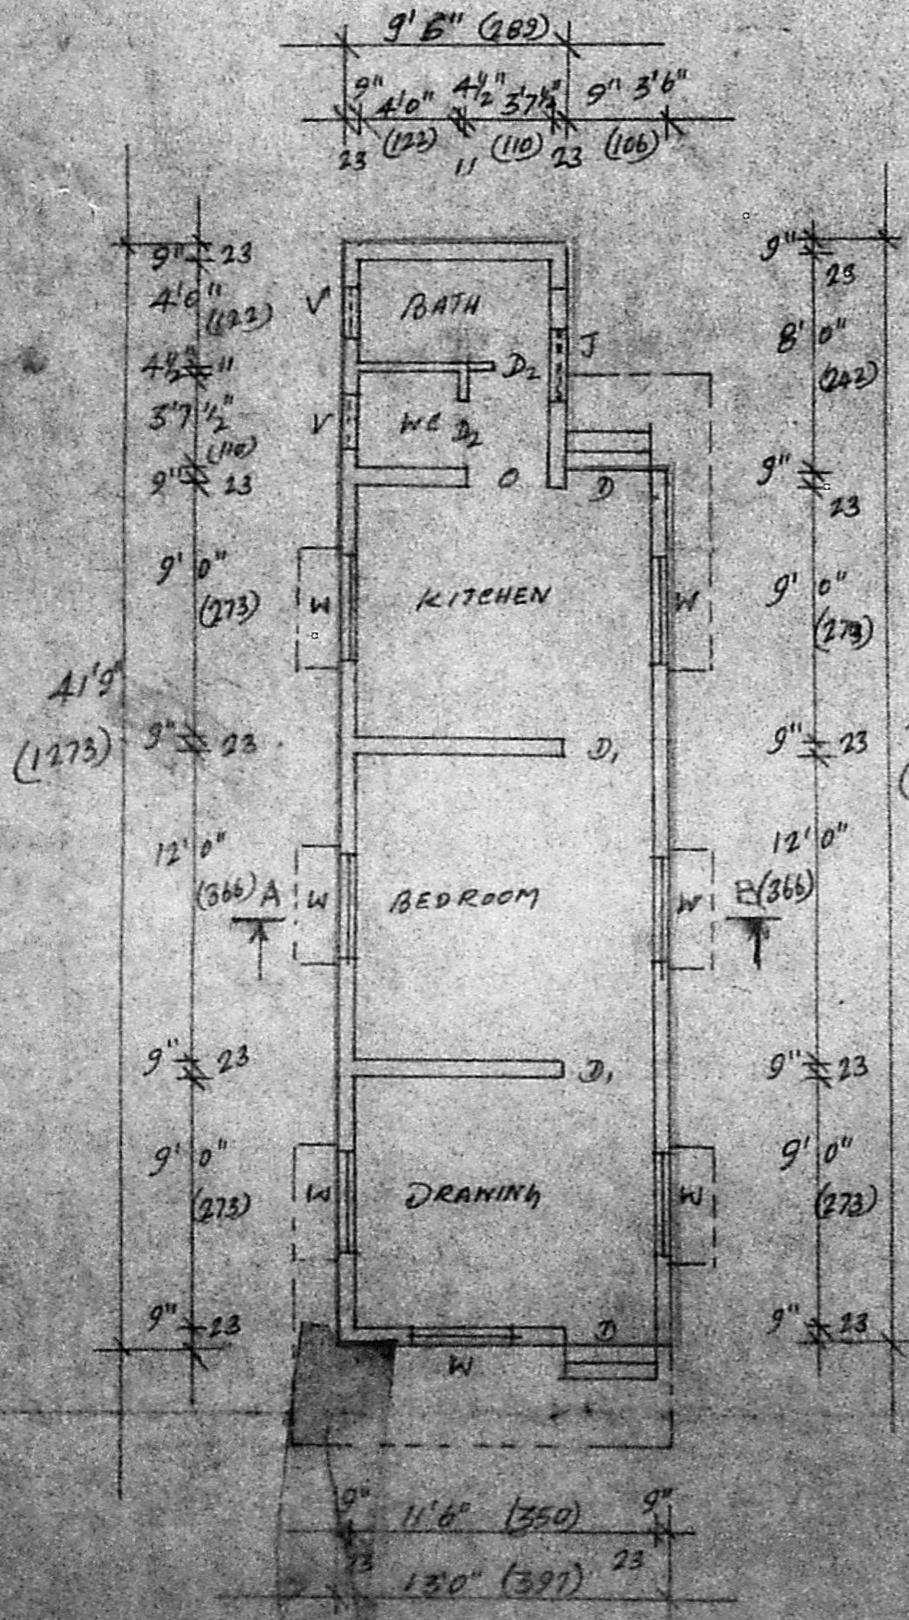 9' 6" (289)
9" 4'0" 4½" 3'7½" 9" 3'6"
23 (122) 11 (110) 23 (106)
9" 23
9"
23
4'0"
(122)
V
BATH
J
8' 0"
(242)
4½" 11
D2
3'7½"
(110)
V
WC D2
9" 23
O
D
9"
23
9' 0"
(273)
W
KITCHEN
W
9' 0"
(273)
41'9"
(1273)
9" 23
D1
9" 23
12' 0"
(366) A
W
BEDROOM
W
12' 0"
B (366)
9" 23
D1
9" 23
9' 0"
(273)
W
DRAWING
W
9' 0"
(273)
9" 23
D
9" 23
W
9" 11'6" (350) 9"
23 23
13'0" (397)